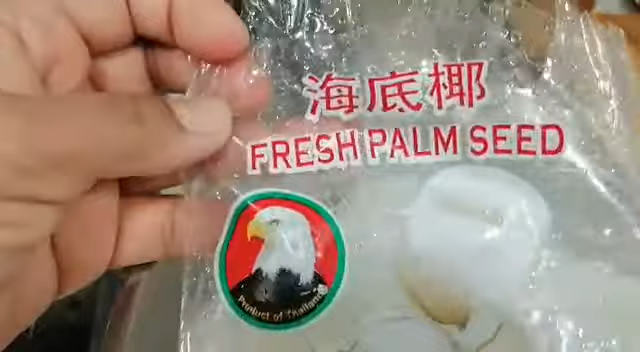 海底椰
FRESH PALM SEED
Product of Thailand